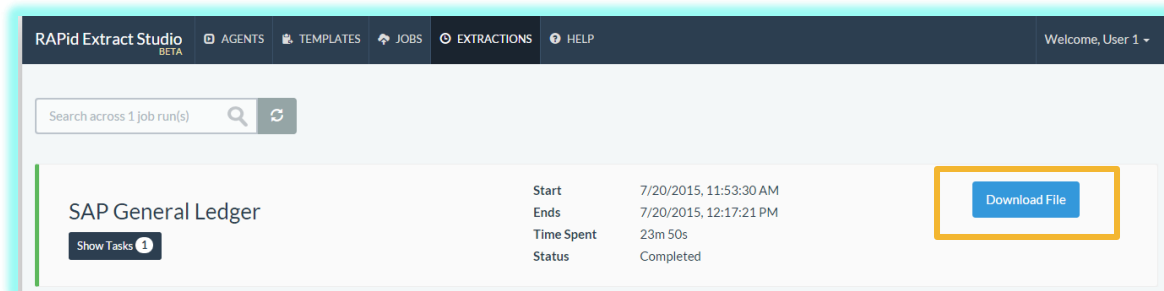 RAPid Extract Studio
BETA
AGENTS TEMPLATES JOBS EXTRACTIONS HELP Welcome, User 1
Search across 1 job run(s)
SAP General Ledger
Show Tasks 1
Start 7/20/2015, 11:53:30 AM
Ends 7/20/2015, 12:17:21 PM
Time Spent 23m 50s
Status Completed
Download File